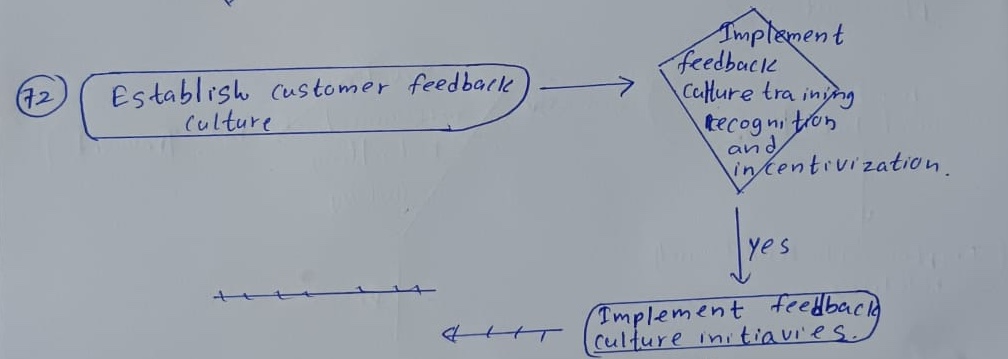 72 Establish customer feedback
culture
Implement
feedback
culture training
recognition
and
incentivization.
yes
Implement feedback
culture initiavies.